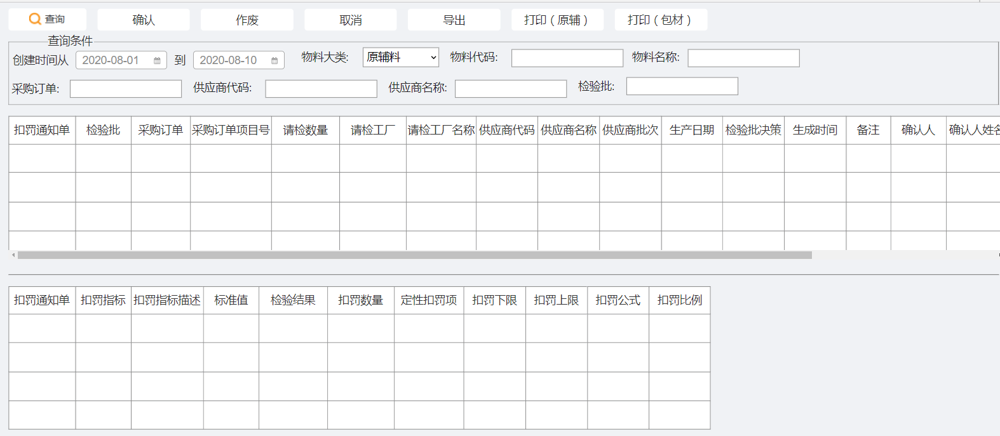 查询 确认 作废 取消 导出 打印（原辅） 打印（包材）
查询条件
创建时间从 2020-08-01 到 2020-08-10 物料大类: 原辅料 物料代码: 物料名称:
采购订单: 供应商代码: 供应商名称: 检验批:
扣罚通知单 检验批 采购订单 采购订单项目号 请检数量 请检工厂 请检工厂名称 供应商代码 供应商名称 供应商批次 生产日期 检验批决策 生成时间 备注 确认人 确认人姓名
扣罚通知单 扣罚指标 扣罚指标描述 标准值 检验结果 扣罚数量 定性扣罚项 扣罚下限 扣罚上限 扣罚公式 扣罚比例